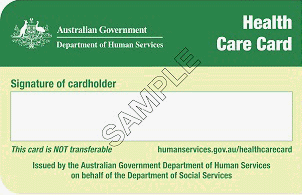 Australian Government
Department of Human Services
Health
Care Card
Signature of cardholder
SAMPLE
This card is NOT transferable
humanservices.gov.au/healthcarecard
Issued by the Australian Government Department of Human Services
on behalf of the Department of Social Services